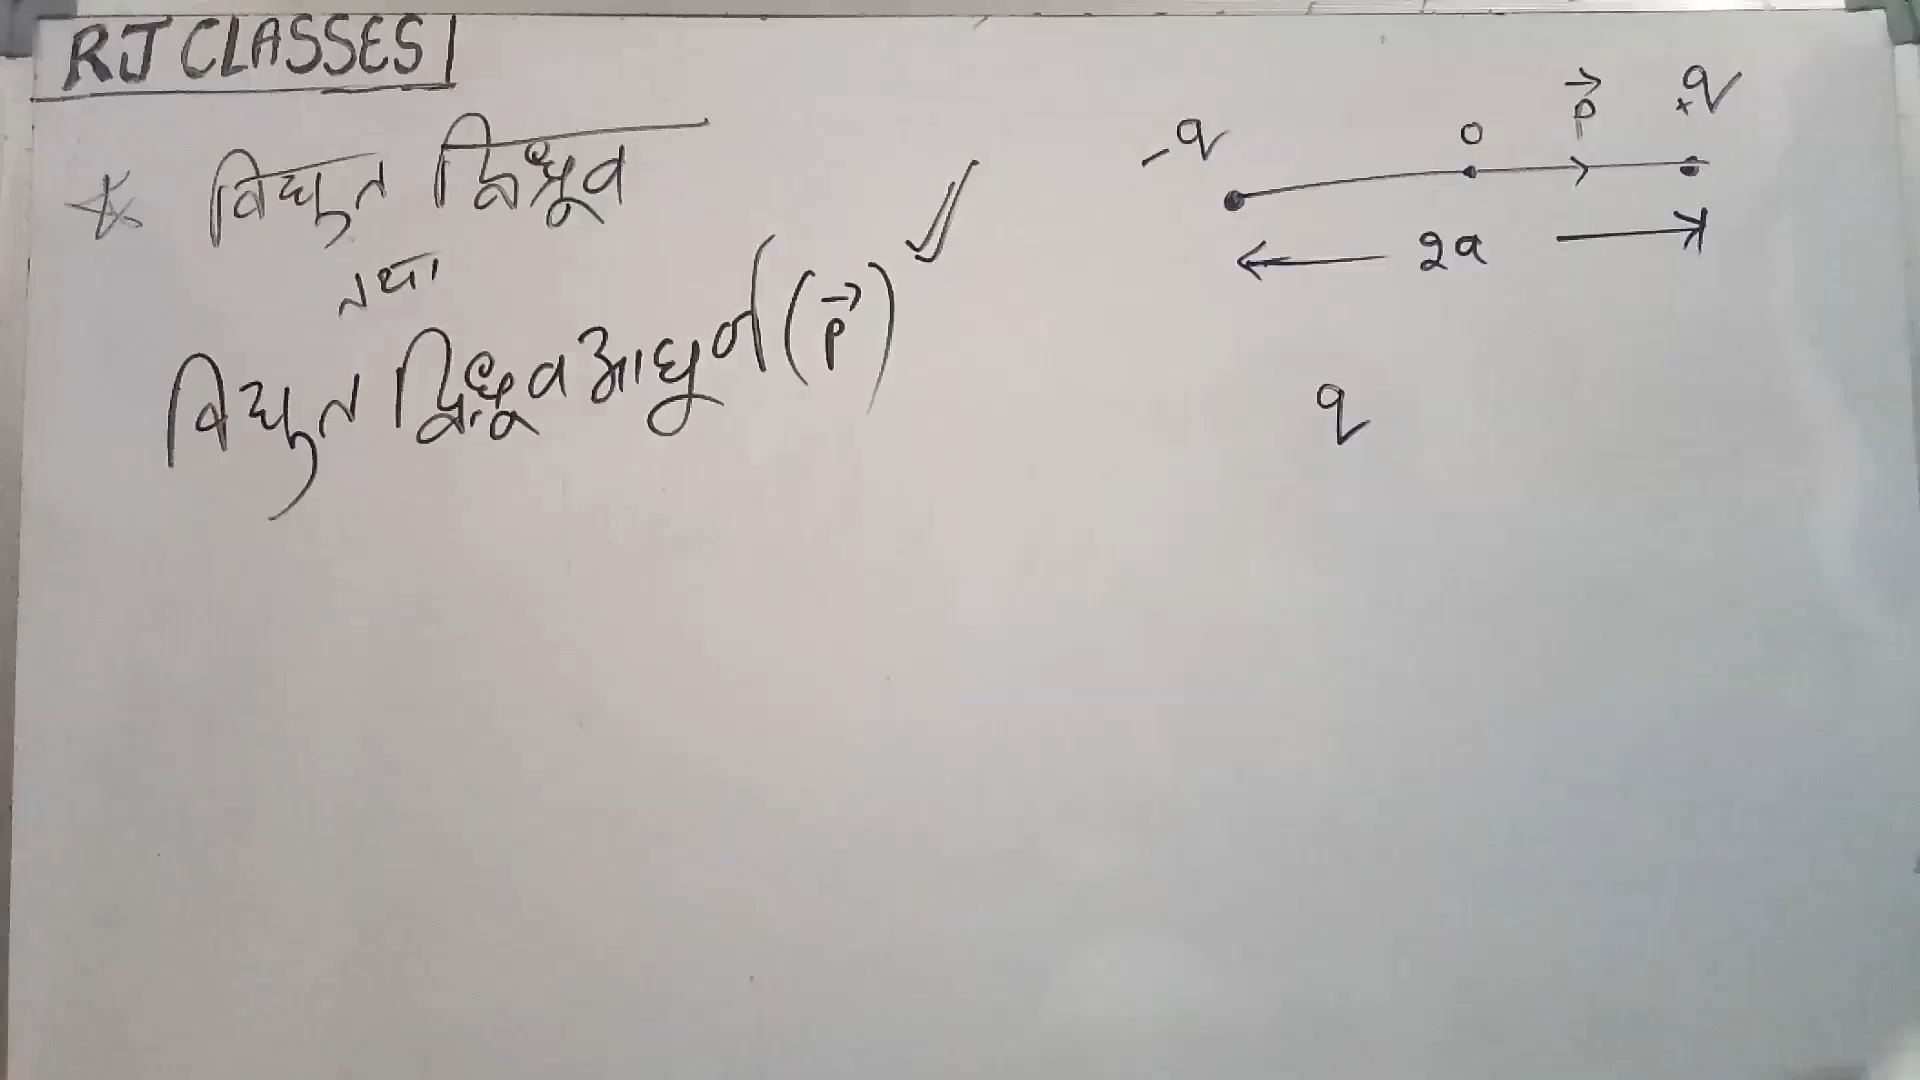 RJ CLASSES
* विद्युत द्विध्रुव
तथा
विद्युत द्विध्रुव आघुर्ण (p⃗)
-q o p⃗ +q
2a
q